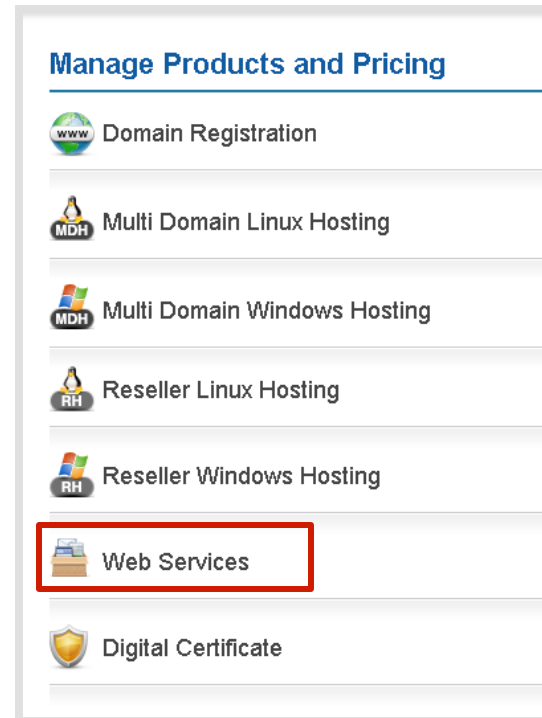 Manage Products and Pricing
www Domain Registration
MDH Multi Domain Linux Hosting
MDH Multi Domain Windows Hosting
RH Reseller Linux Hosting
RH Reseller Windows Hosting
Web Services
Digital Certificate